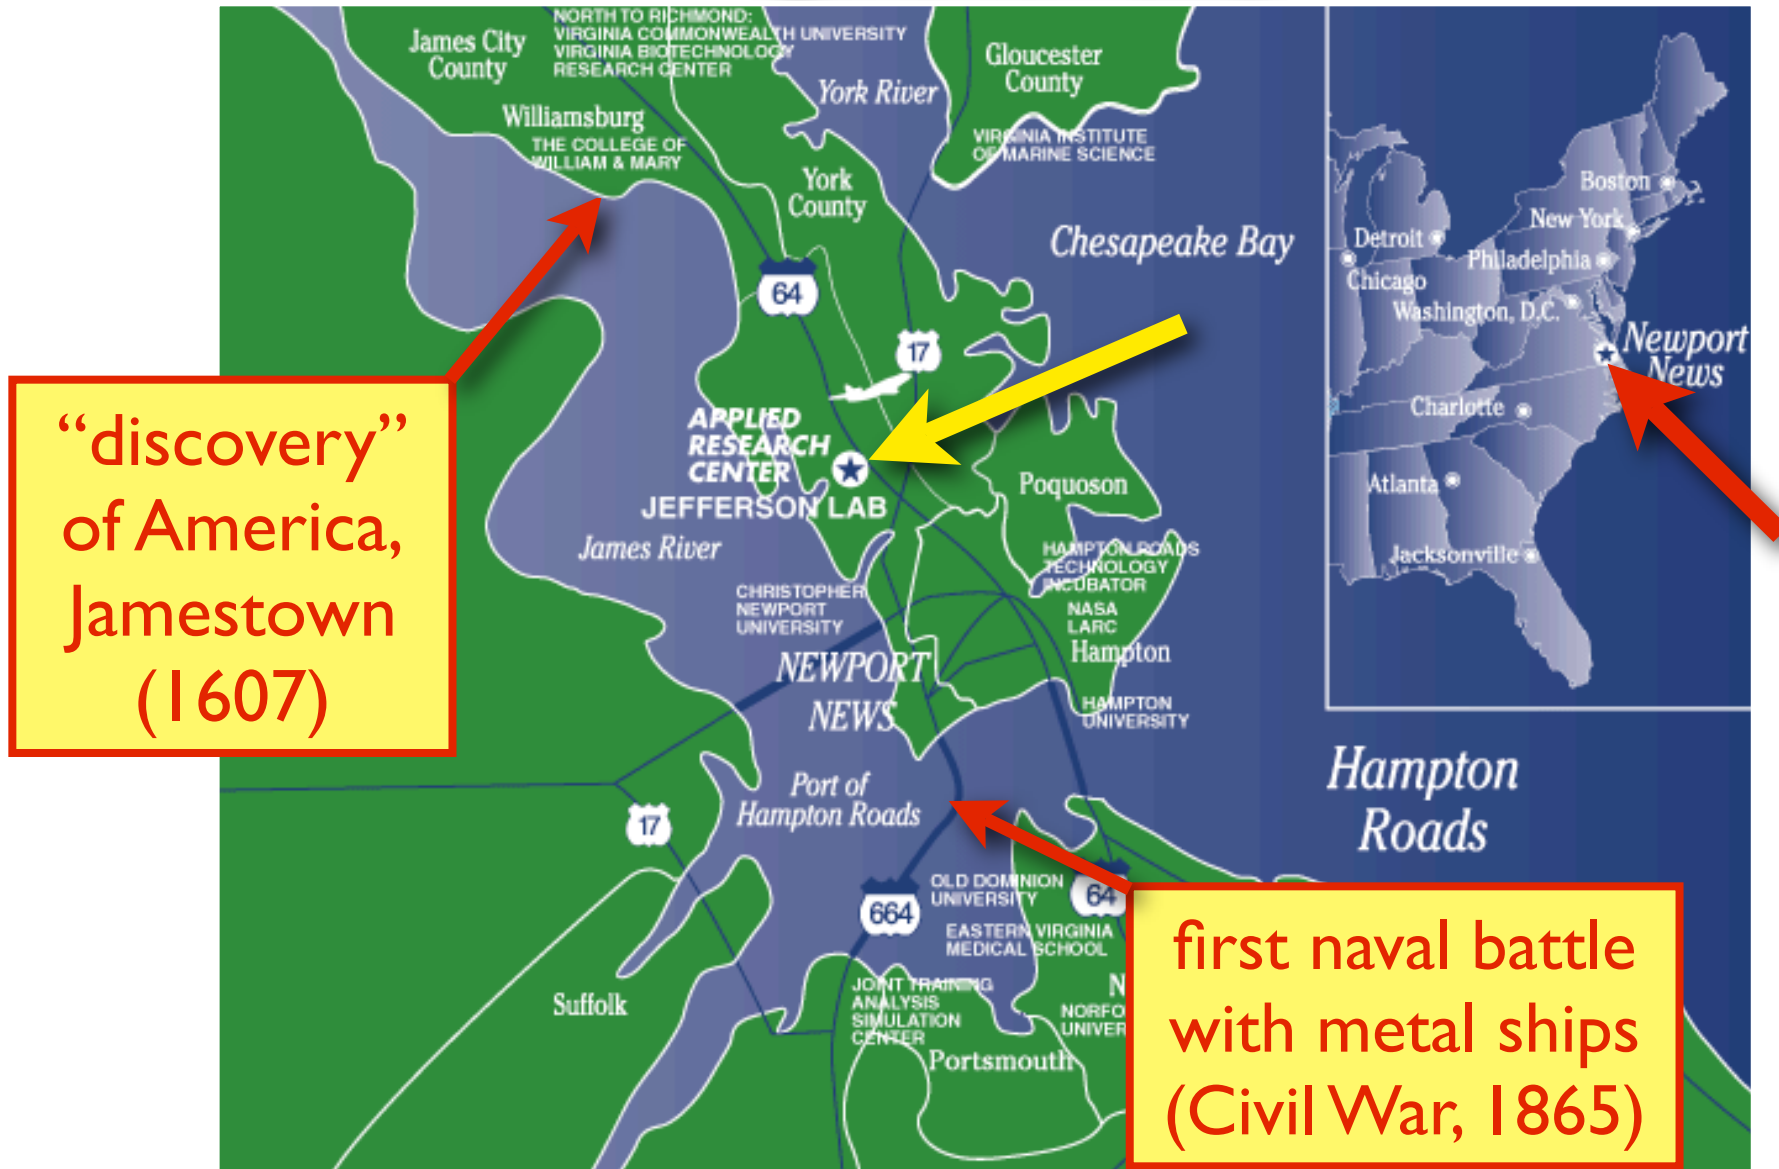 NORTH TO RICHMOND:
VIRGINIA COMMONWEALTH UNIVERSITY
VIRGINIA BIOTECHNOLOGY
RESEARCH CENTER
James City
County
Gloucester
County
York River
Williamsburg
THE COLLEGE OF
WILLIAM & MARY
VIRGINIA INSTITUTE
OF MARINE SCIENCE
York
County
Chesapeake Bay
64
17
APPLIED
RESEARCH
CENTER
JEFFERSON LAB
Poquoson
James River
HAMPTON ROADS
TECHNOLOGY
INCUBATOR
CHRISTOPHER
NEWPORT
UNIVERSITY
NASA
LARC
Hampton
NEWPORT
NEWS
HAMPTON
UNIVERSITY
Port of
Hampton Roads
Hampton
Roads
17
664
OLD DOMINION
UNIVERSITY
64
EASTERN VIRGINIA
MEDICAL SCHOOL
Suffolk
JOINT TRAINING
ANALYSIS
SIMULATION
CENTER
N
NORFO
UNIVER
Portsmouth
Boston
New York
Detroit
Philadelphia
Chicago
Washington, D.C.
Newport
News
Charlotte
Atlanta
Jacksonville
“discovery”
of America,
Jamestown
(1607)
first naval battle
with metal ships
(Civil War, 1865)